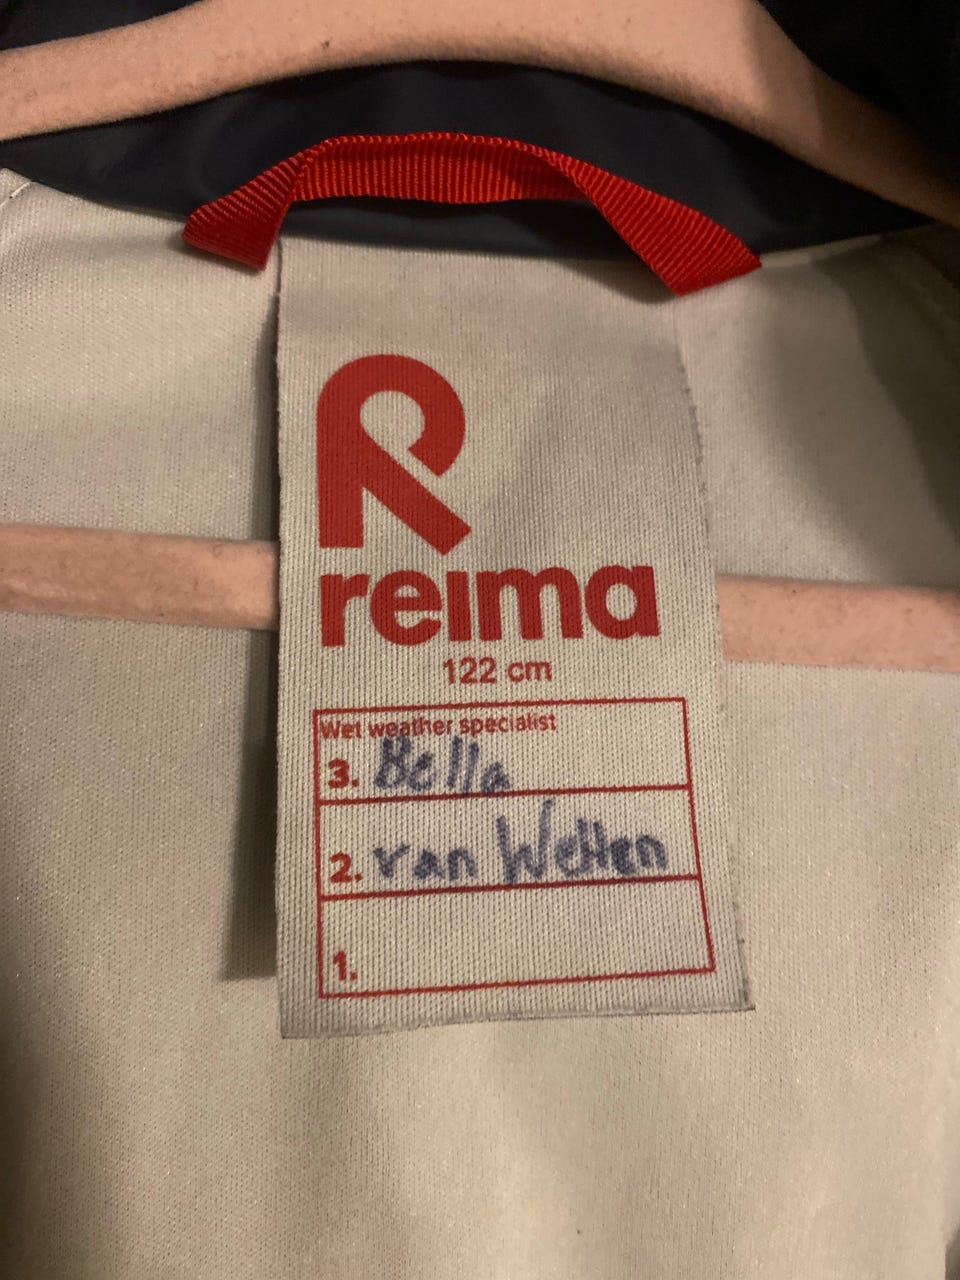 reima
122 cm
Wet weather specialist
3. Bella
2. van Wetten
1.